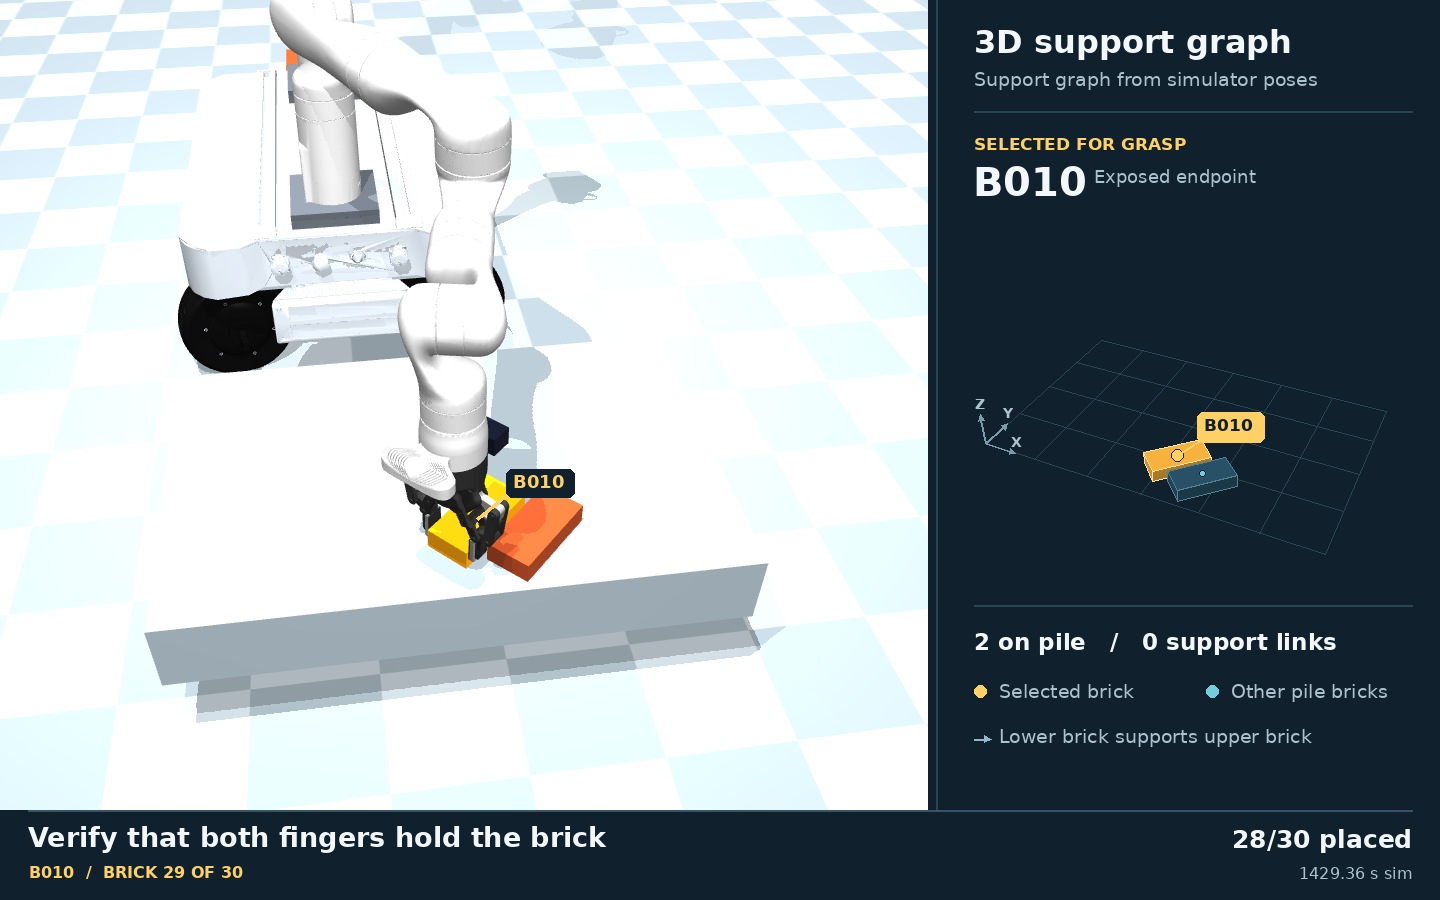 3D support graph
Support graph from simulator poses
SELECTED FOR GRASP
B010 Exposed endpoint
B010
Z
Y
X
B010
2 on pile / 0 support links
Selected brick
Other pile bricks
Lower brick supports upper brick
Verify that both fingers hold the brick
28/30 placed
B010 / BRICK 29 OF 30
1429.36 s sim